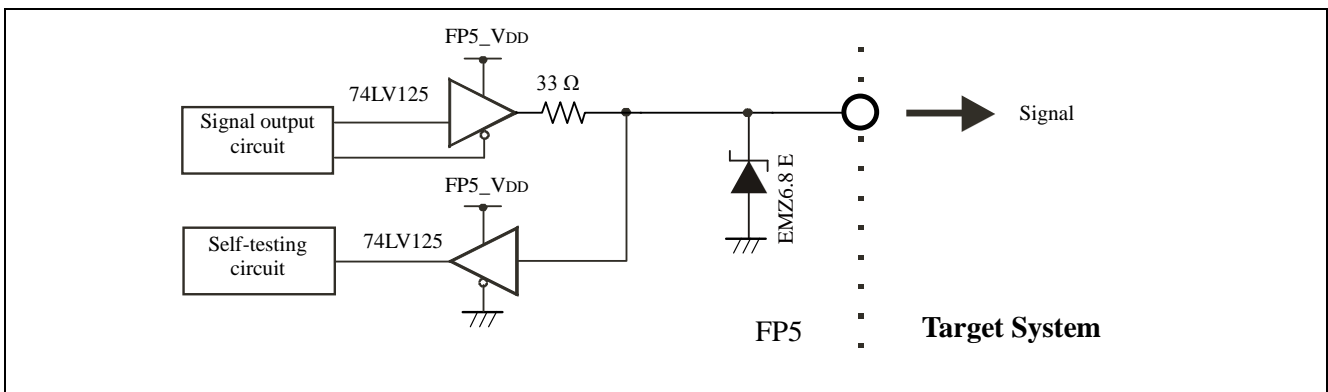 FP5_VDD
74LV125
33 Ω
Signal output
circuit
Signal
FP5_VDD
74LV125
Self-testing
circuit
EMZ6.8 E
FP5
Target System